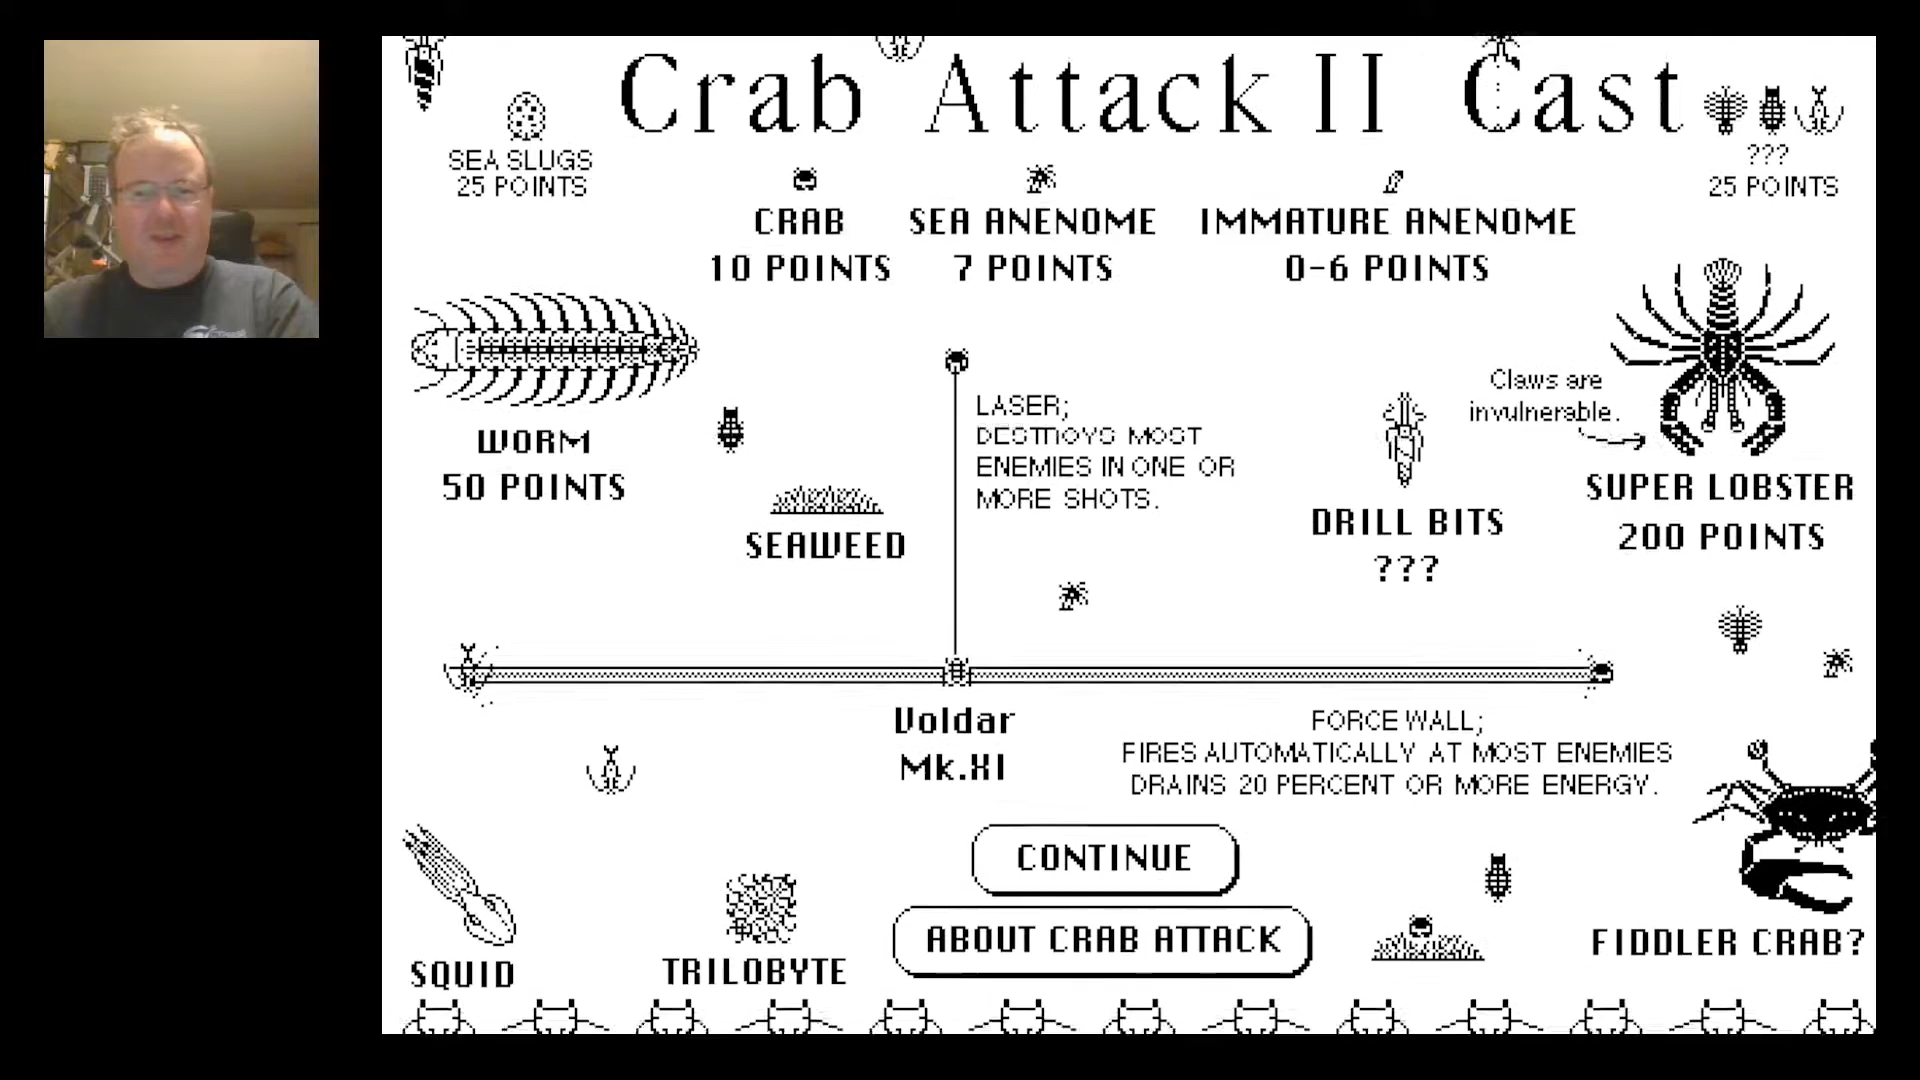 Crab Attack II Cast
SEA SLUGS
25 POINTS
???
25 POINTS
CRAB
10 POINTS
SEA ANENOME
7 POINTS
IMMATURE ANENOME
0-6 POINTS
WORM
50 POINTS
SEAWEED
LASER;
DESTROYS MOST
ENEMIES IN ONE OR
MORE SHOTS.
DRILL BITS
???
Claws are
invulnerable.
SUPER LOBSTER
200 POINTS
Voldar
Mk.XI
FORCE WALL;
FIRES AUTOMATICALLY AT MOST ENEMIES
DRAINS 20 PERCENT OR MORE ENERGY.
CONTINUE
ABOUT CRAB ATTACK
SQUID
TRILOBYTE
FIDDLER CRAB?